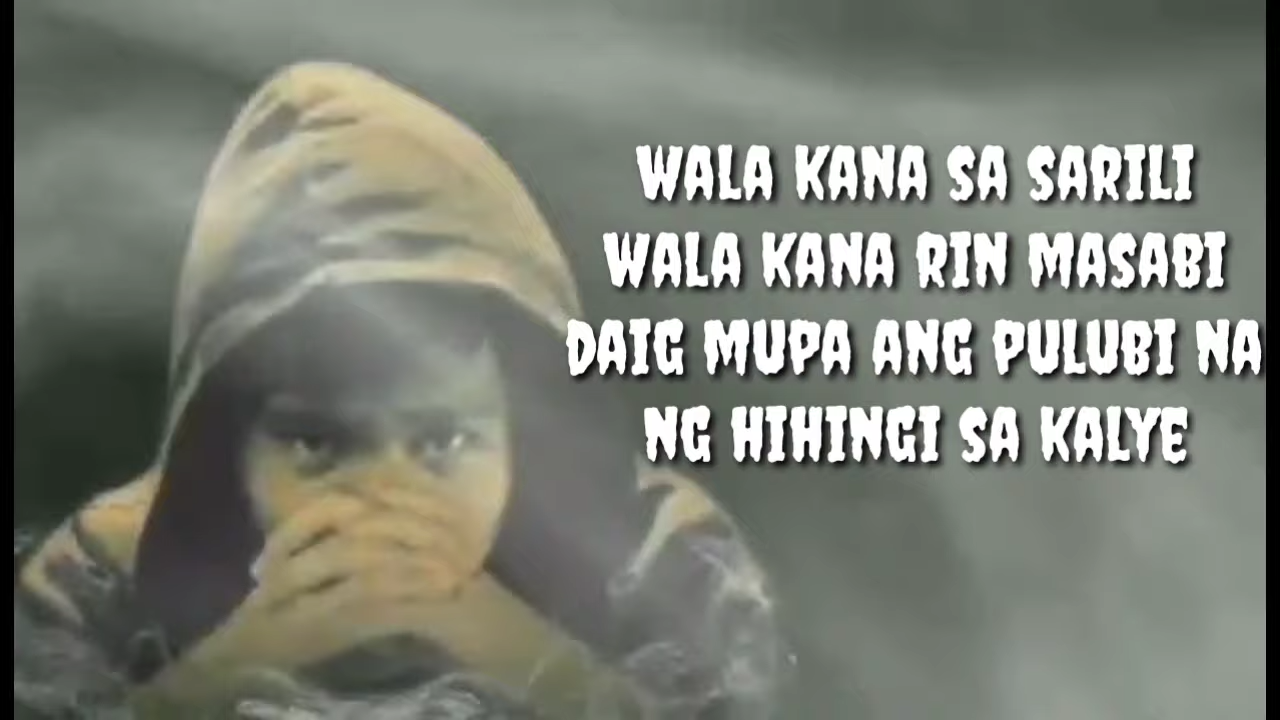 WALA KANA SA SARILI
WALA KANA RIN MASABI
DAIG MUPA ANG PULUBI NA
NG HIHINGI SA KALYE